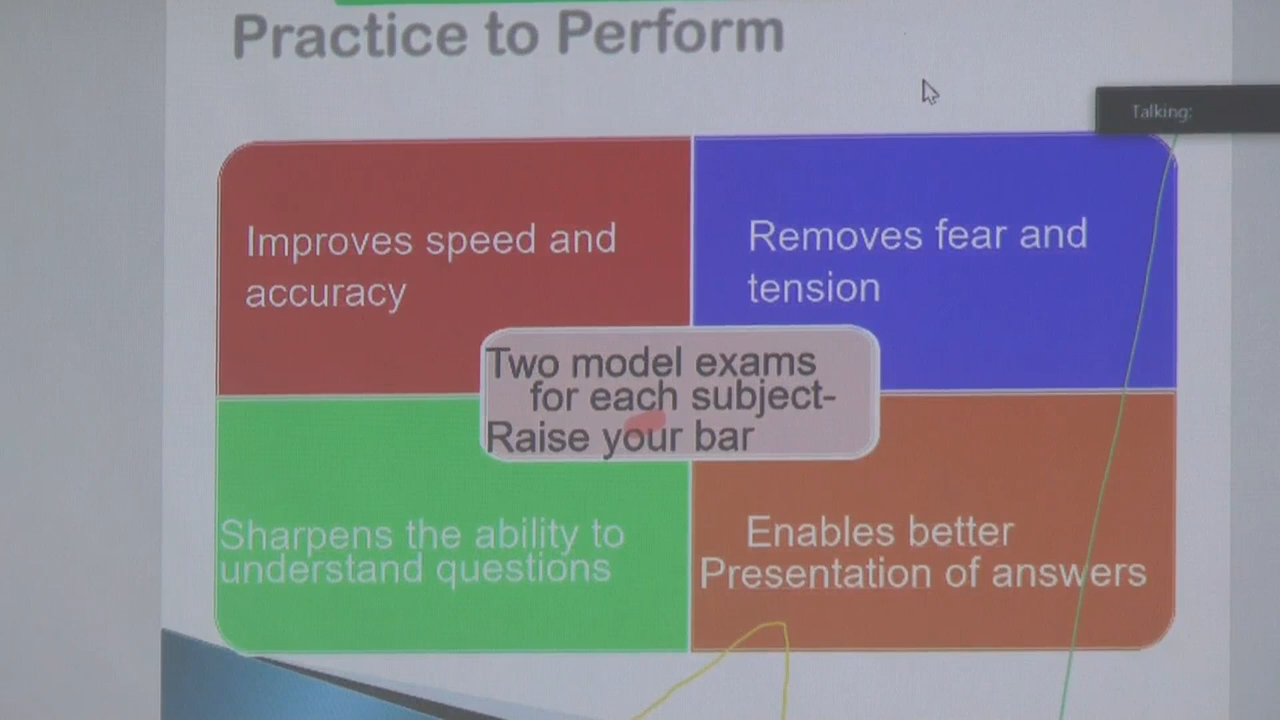 Practice to Perform
Talking:
Improves speed and
accuracy
Removes fear and
tension
Two model exams
for each subject-
Raise your bar
Sharpens the ability to
understand questions
Enables better
Presentation of answers